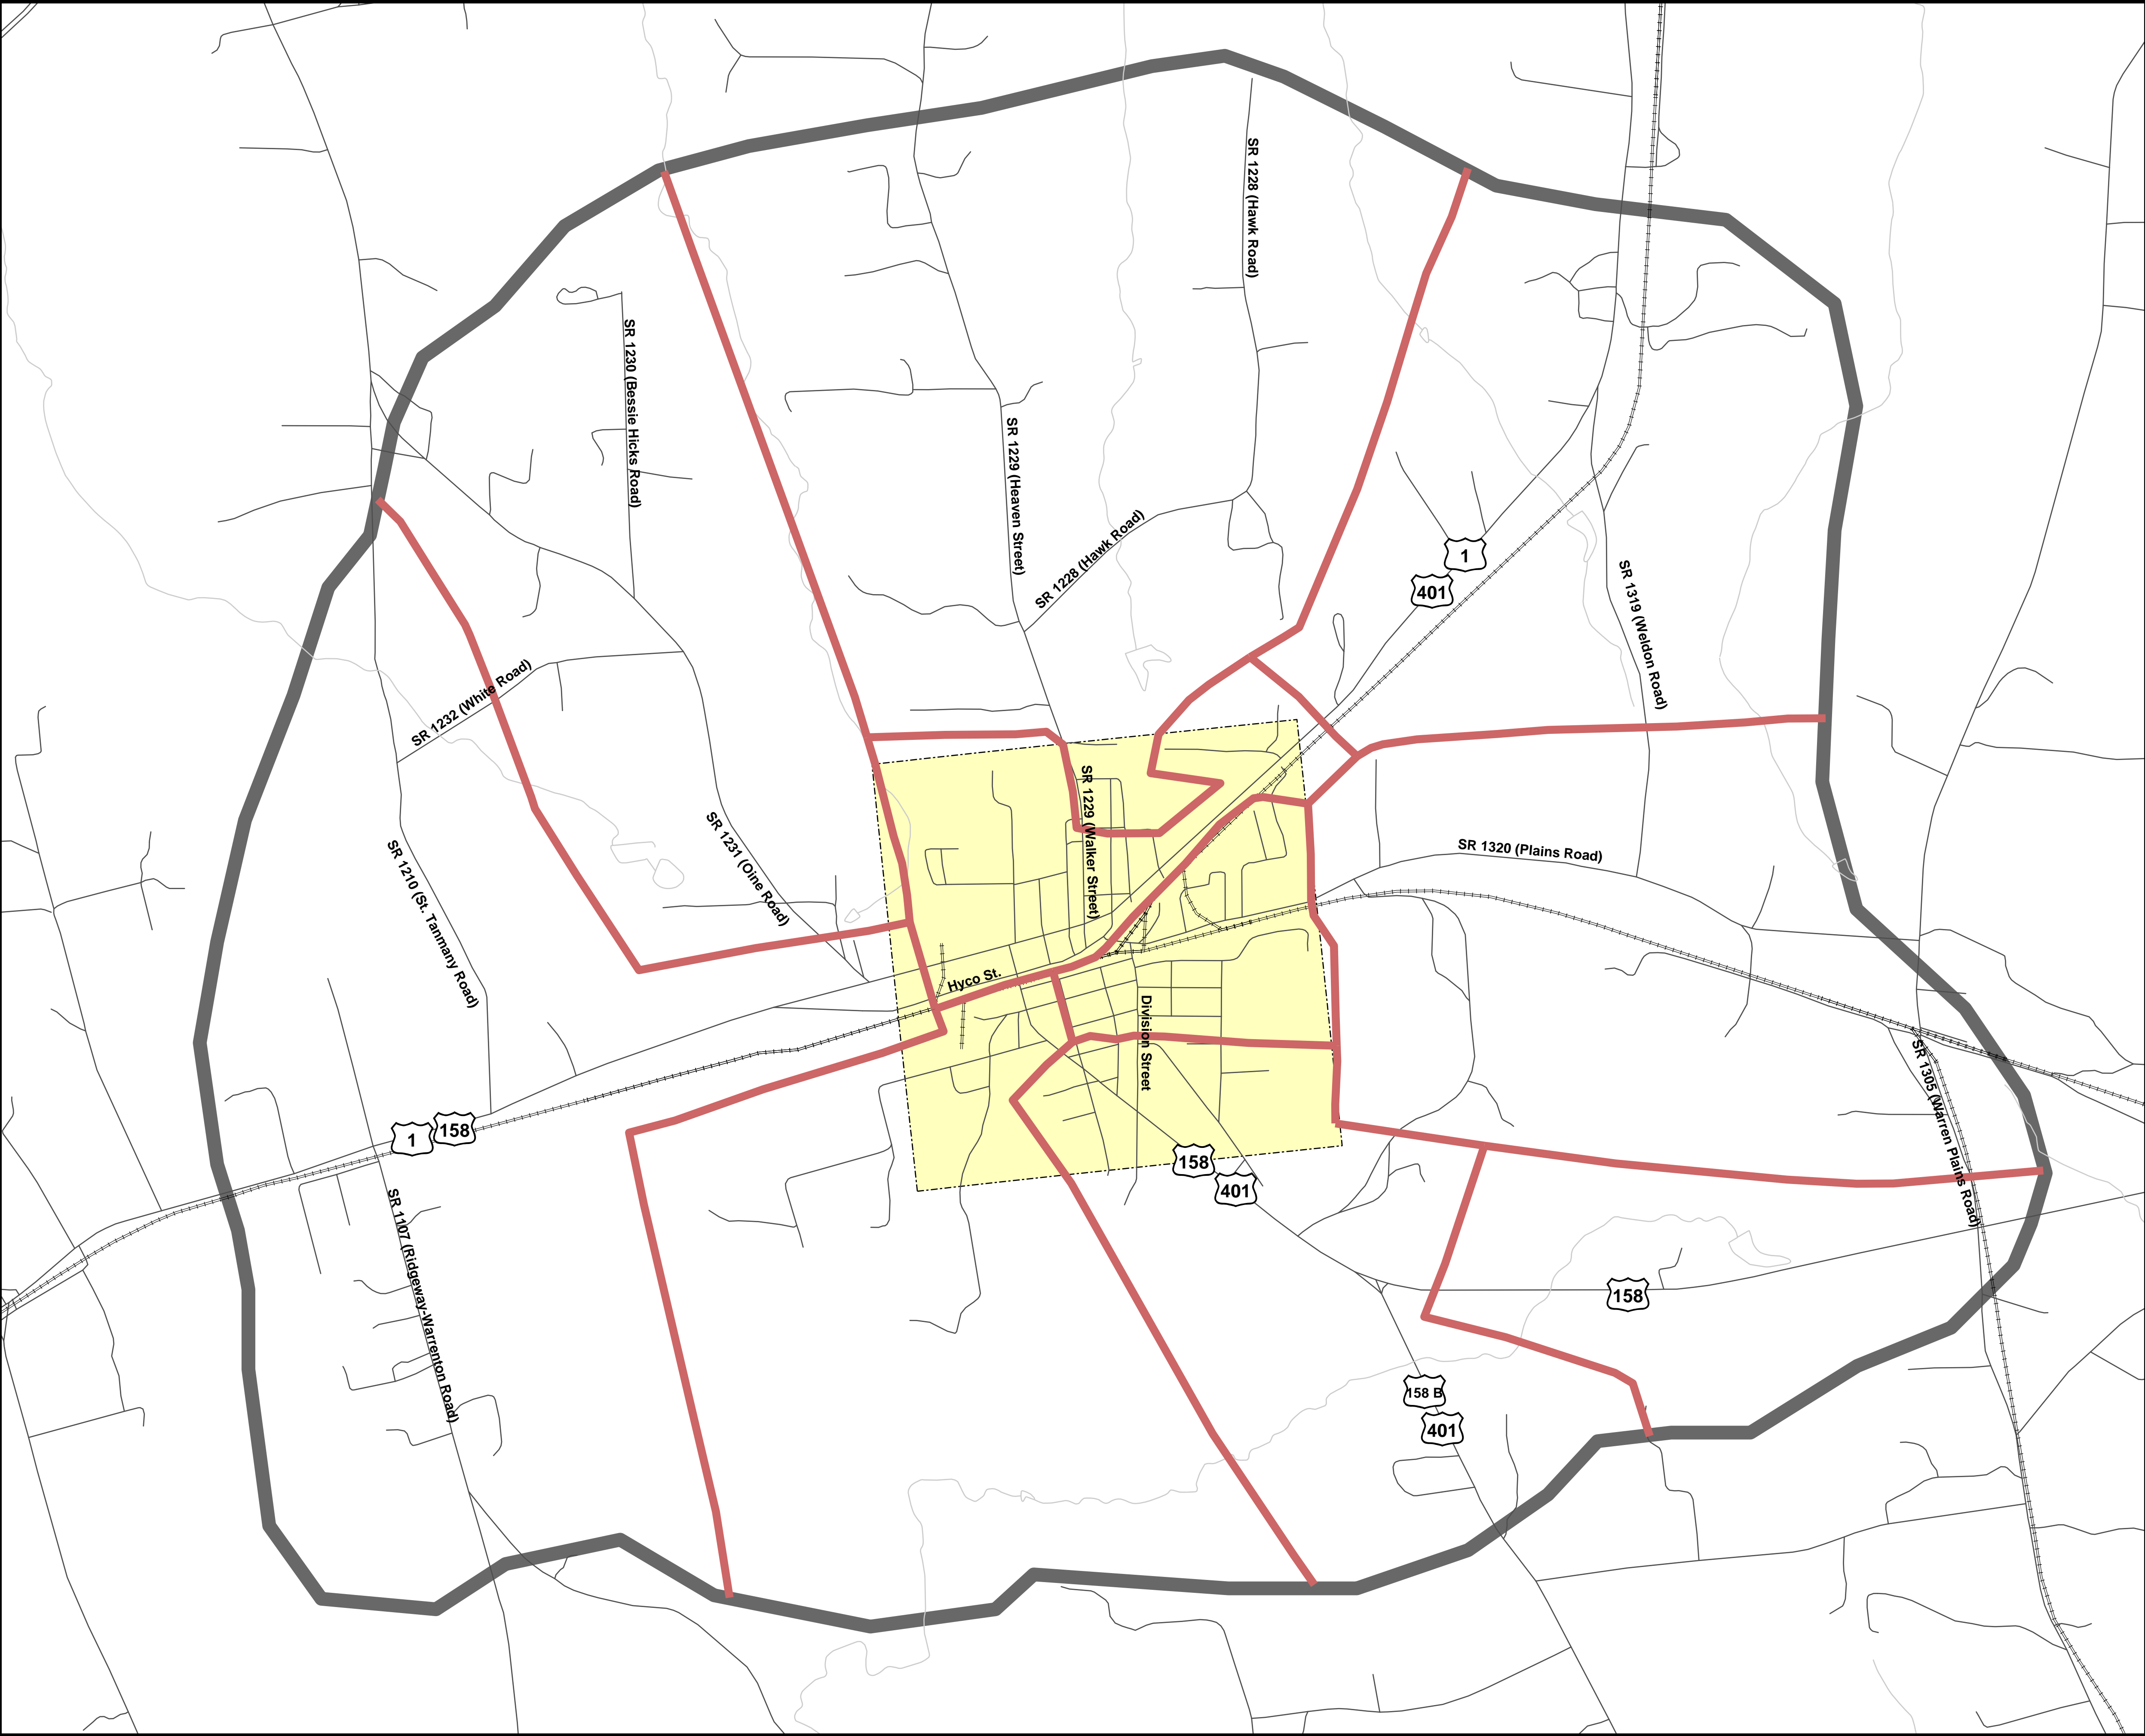 SR 1228 (Hawk Road)
SR 1230 (Bessie Hicks Road)
SR 1229 (Heaven Street)
SR 1228 (Hawk Road)
1
401
SR 1319 (Weldon Road)
SR 1232 (White Road)
SR 1229 (Walker Street)
SR 1231 (Oine Road)
SR 1210 (St. Tanmany Road)
SR 1320 (Plains Road)
Hyco St.
Division Street
SR 1305 (Warren Plains Road)
1
158
158
401
SR 1107 (Ridgeway-Warrenton Road)
158
158 B
401